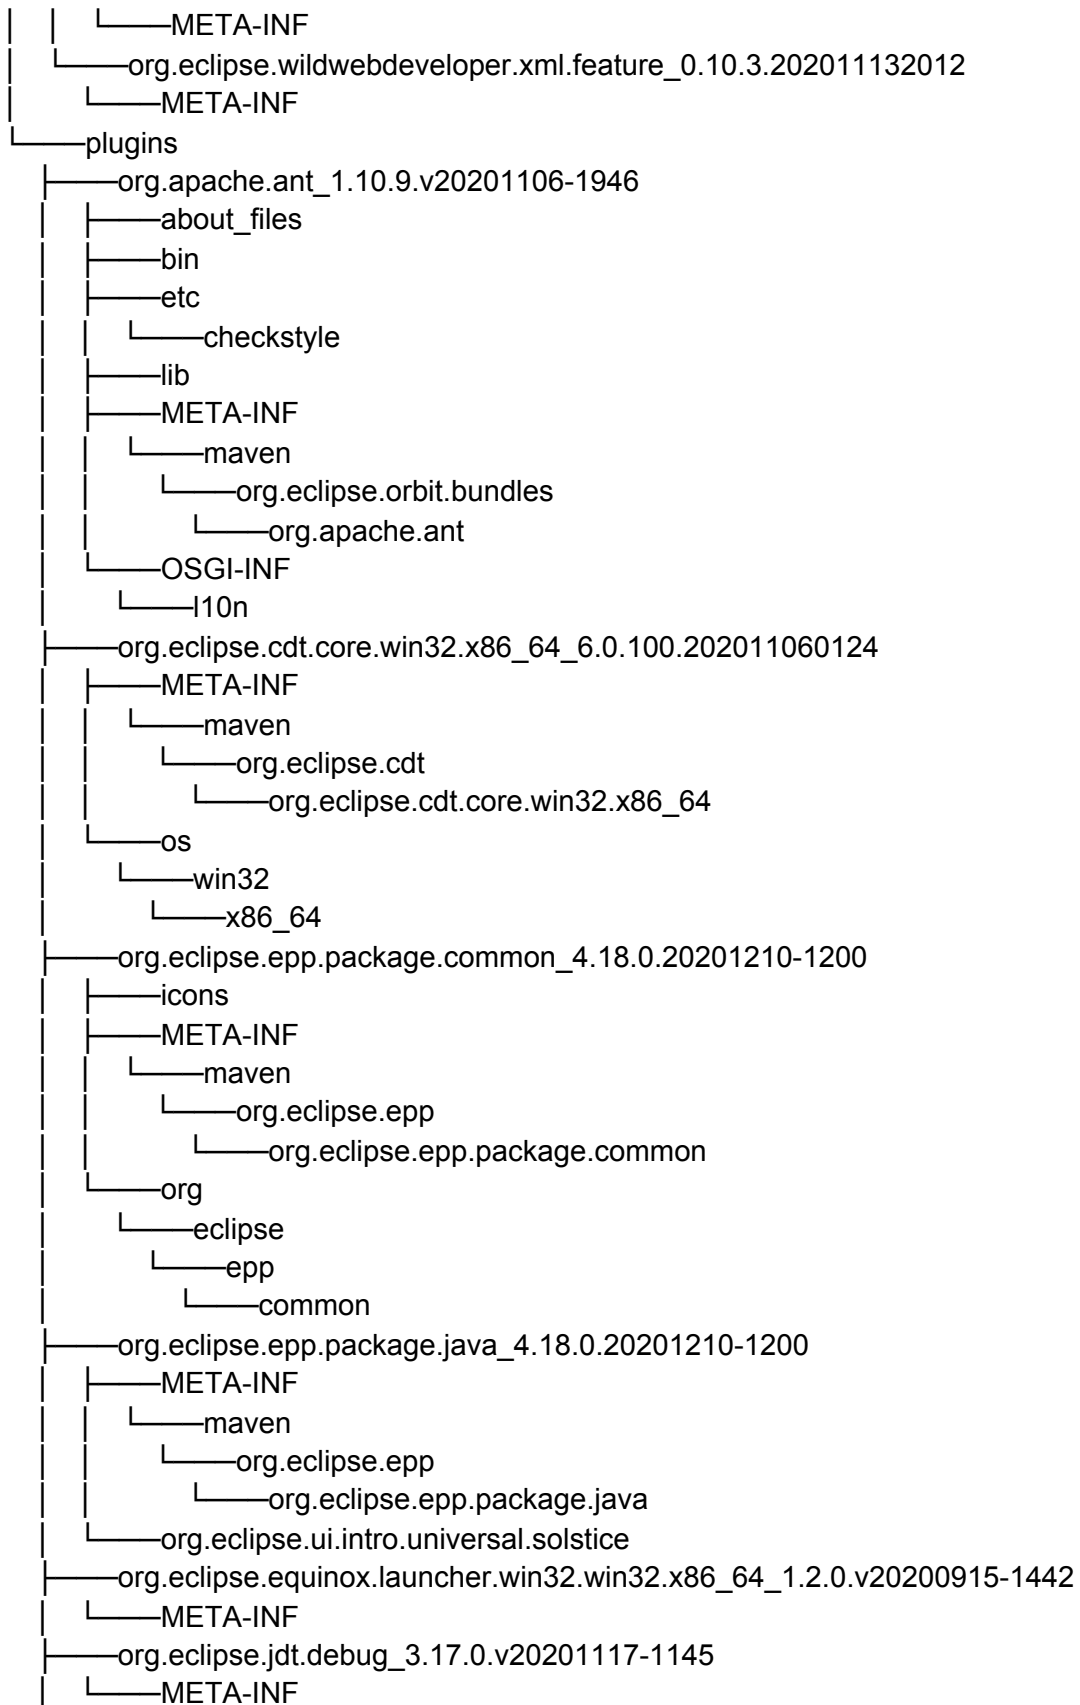 │   │   └────META-INF
│   └────org.eclipse.wildwebdeveloper.xml.feature_0.10.3.202011132012
│       └────META-INF
└────plugins
    ├────org.apache.ant_1.10.9.v20201106-1946
    │   ├────about_files
    │   ├────bin
    │   ├────etc
    │   │   └────checkstyle
    │   ├────lib
    │   ├────META-INF
    │   │   └────maven
    │   │       └────org.eclipse.orbit.bundles
    │   │           └────org.apache.ant
    │   └────OSGI-INF
    │       └────l10n
    ├────org.eclipse.cdt.core.win32.x86_64_6.0.100.202011060124
    │   ├────META-INF
    │   │   └────maven
    │   │       └────org.eclipse.cdt
    │   │           └────org.eclipse.cdt.core.win32.x86_64
    │   └────os
    │       └────win32
    │           └────x86_64
    ├────org.eclipse.epp.package.common_4.18.0.20201210-1200
    │   ├────icons
    │   ├────META-INF
    │   │   └────maven
    │   │       └────org.eclipse.epp
    │   │           └────org.eclipse.epp.package.common
    │   └────org
    │       └────eclipse
    │           └────epp
    │               └────common
    ├────org.eclipse.epp.package.java_4.18.0.20201210-1200
    │   ├────META-INF
    │   │   └────maven
    │   │       └────org.eclipse.epp
    │   │           └────org.eclipse.epp.package.java
    │   └────org.eclipse.ui.intro.universal.solstice
    ├────org.eclipse.equinox.launcher.win32.win32.x86_64_1.2.0.v20200915-1442
    │   └────META-INF
    ├────org.eclipse.jdt.debug_3.17.0.v20201117-1145
    │   └────META-INF